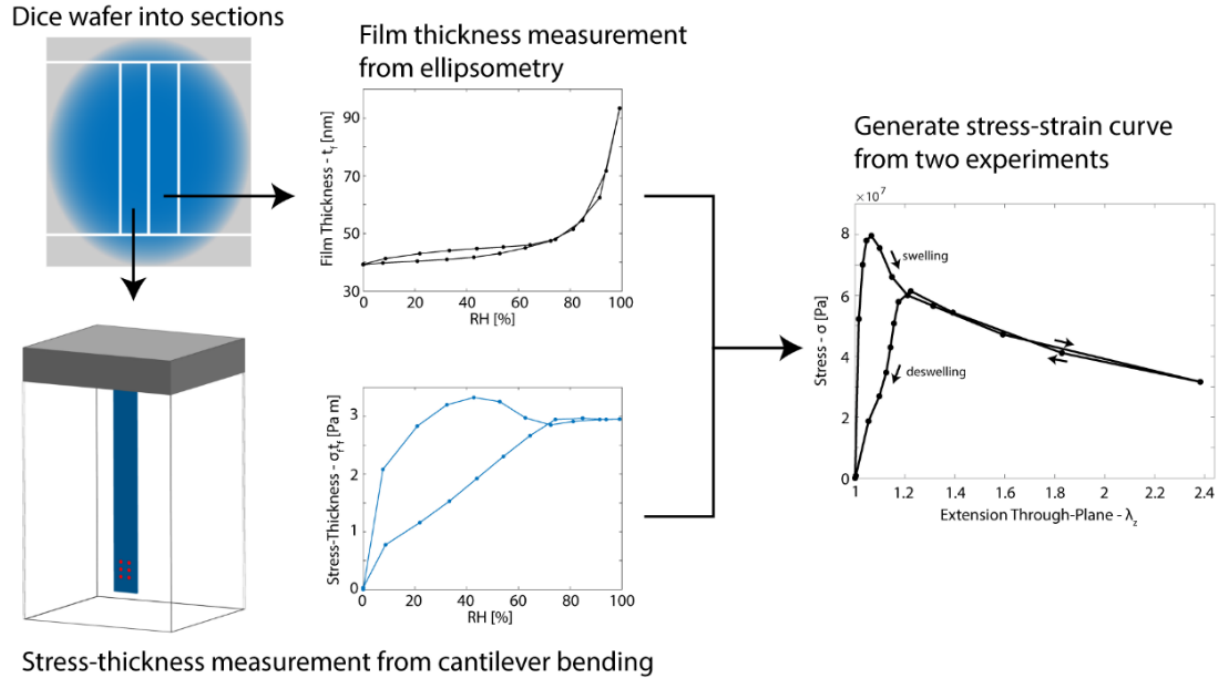 Dice wafer into sections
Film thickness measurement
from ellipsometry
Film Thickness - t_f [nm]
90
70
50
30
0 20 40 60 80 100
RH [%]
Stress-Thickness - σ_f t_f [Pa m]
3
2
1
0
0 20 40 60 80 100
RH [%]
Generate stress-strain curve
from two experiments
×10^7
Stress - σ [Pa]
8
6
4
2
0
swelling
deswelling
1 1.2 1.4 1.6 1.8 2 2.2 2.4
Extension Through-Plane - λ_z
Stress-thickness measurement from cantilever bending